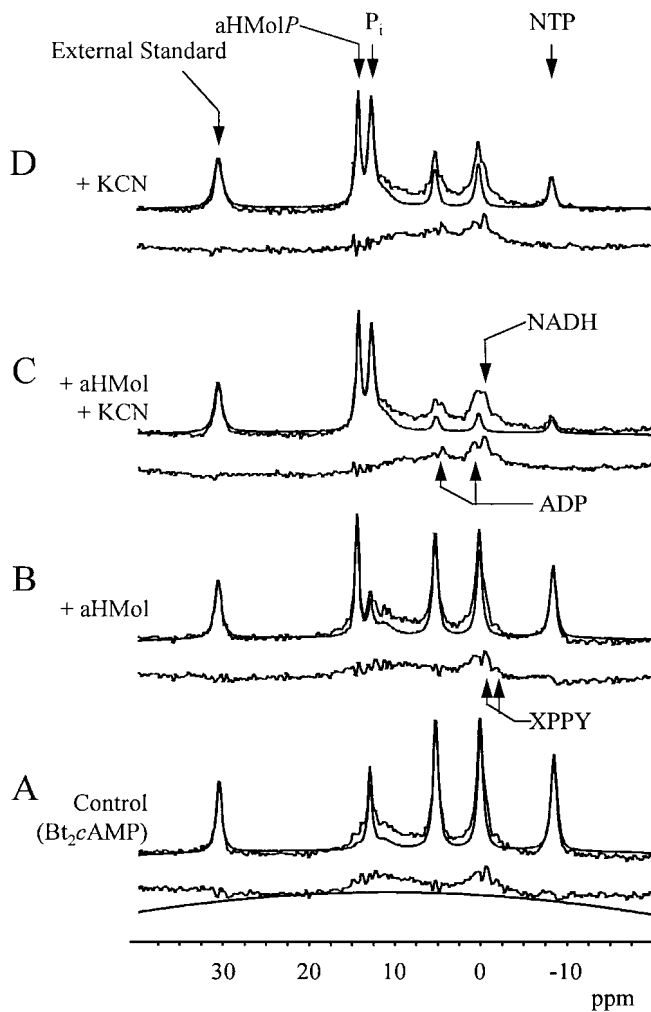 aHMolP
P_i
NTP
External Standard
D
+ KCN
NADH
C
+ aHMol
+ KCN
ADP
B
+ aHMol
XPPY
A
Control
(Bt₂cAMP)
30 20 10 0 -10
ppm